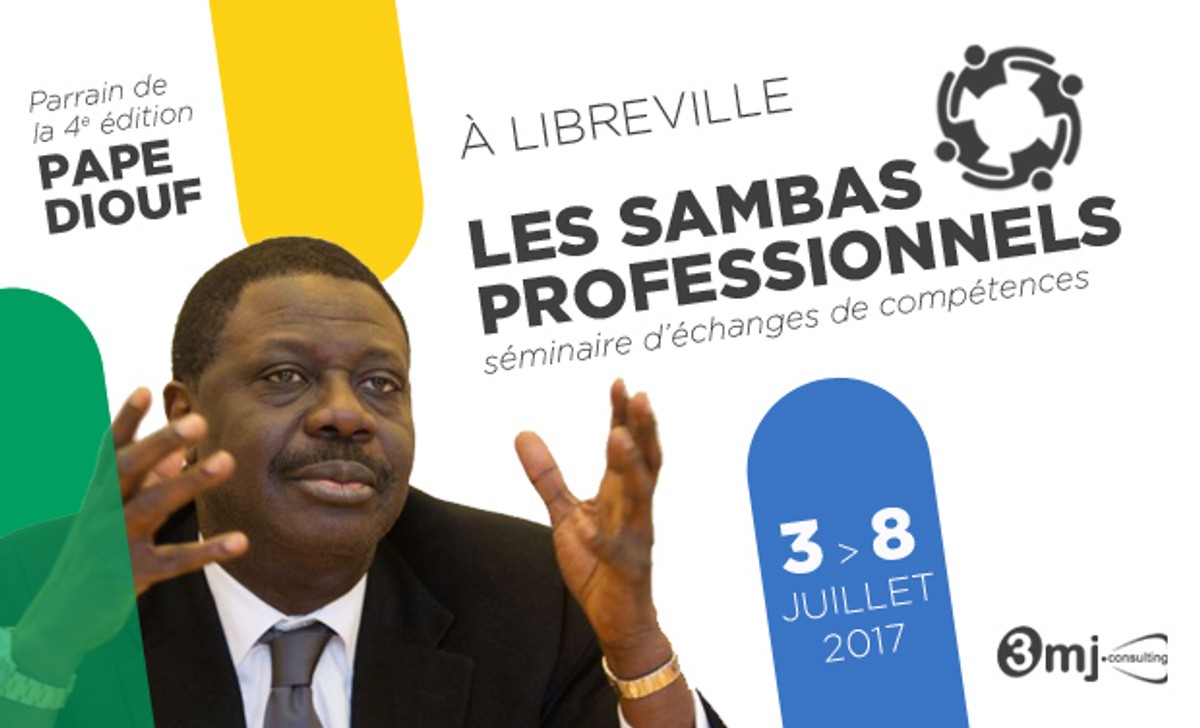 Parrain de
la 4e édition
PAPE
DIOUF
À LIBREVILLE
LES SAMBAS
PROFESSIONNELS
séminaire d'échanges de compétences
3 > 8
JUILLET
2017
3mj•consulting